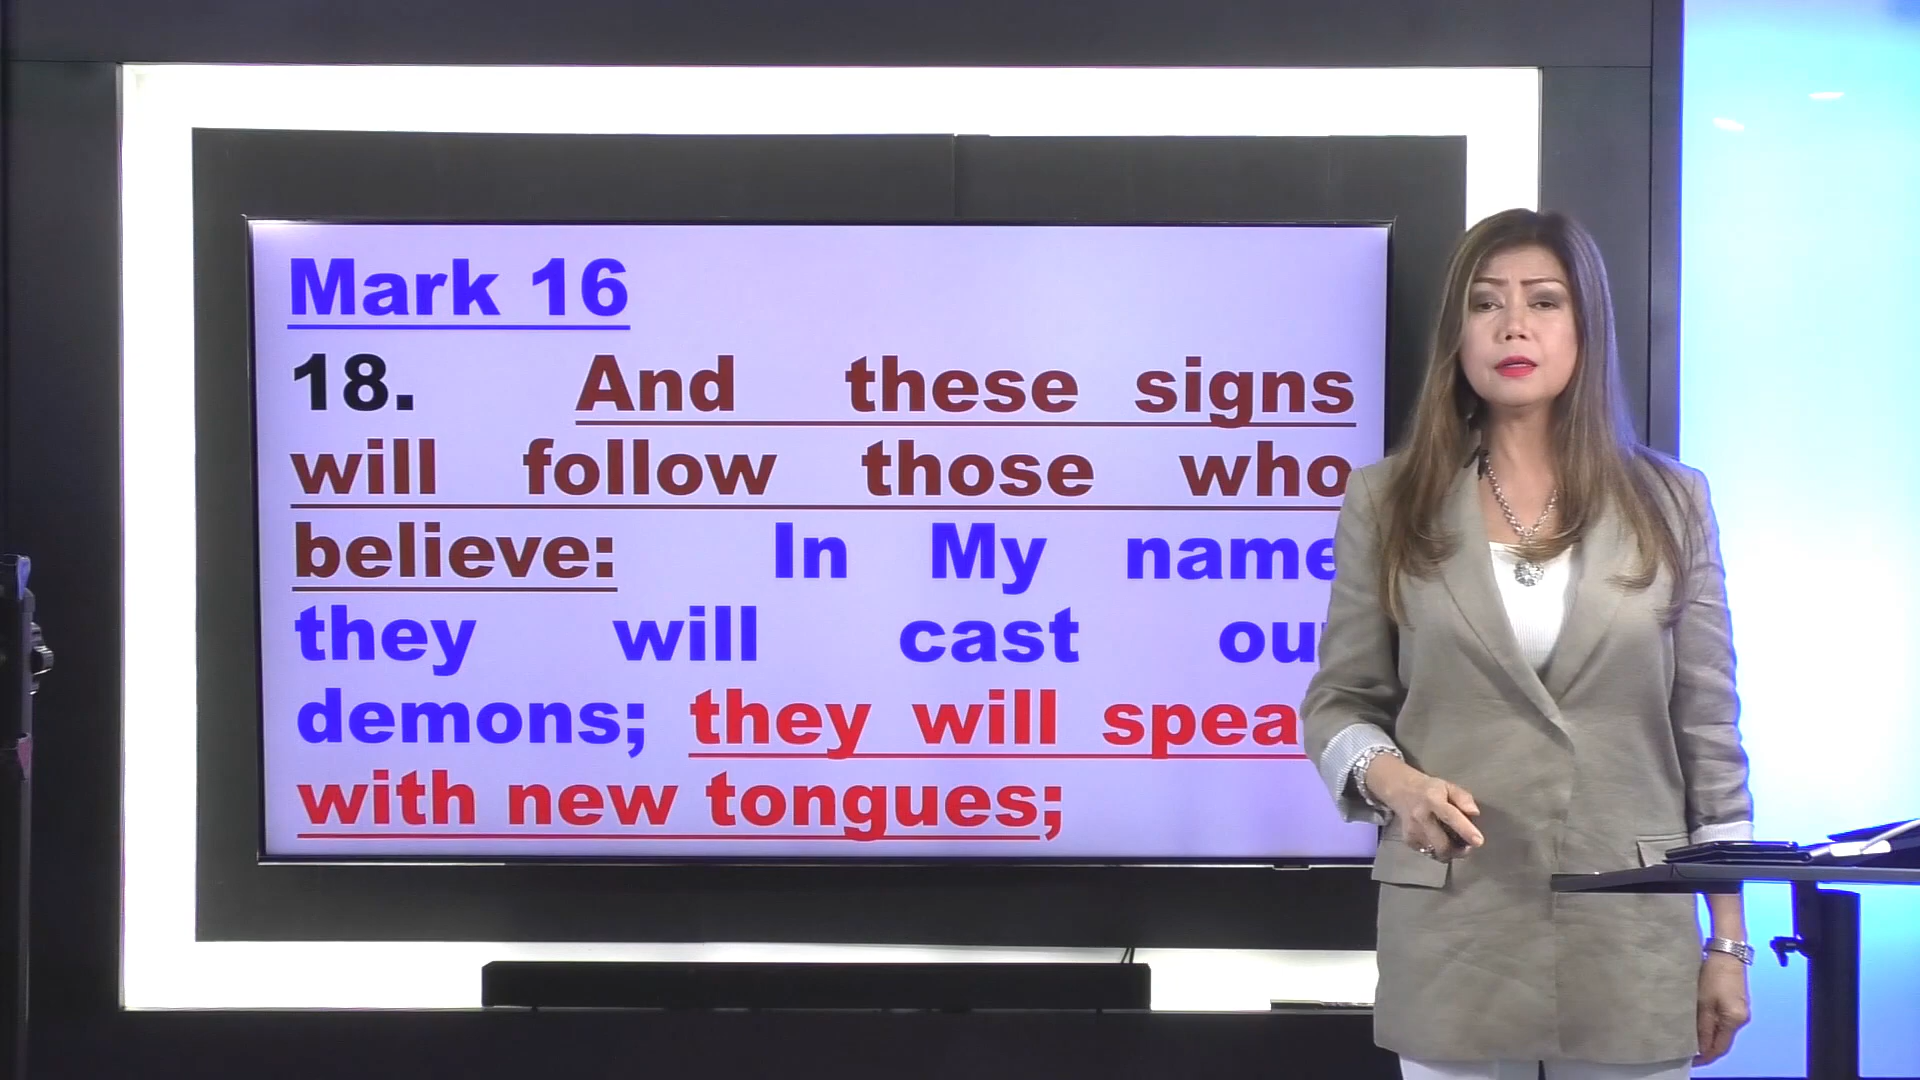 Mark 16
18. And these signs
will follow those who
believe: In My name
they will cast
demons; they will
with new tongues;